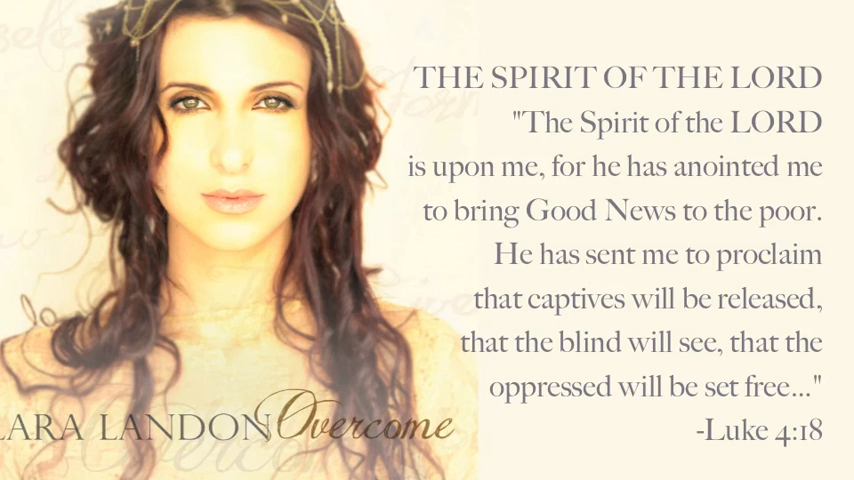 THE SPIRIT OF THE LORD
"The Spirit of the LORD
is upon me, for he has anointed me
to bring Good News to the poor.
He has sent me to proclaim
that captives will be released,
that the blind will see, that the
oppressed will be set free..."
-Luke 4:18
LARA LANDON Overcome